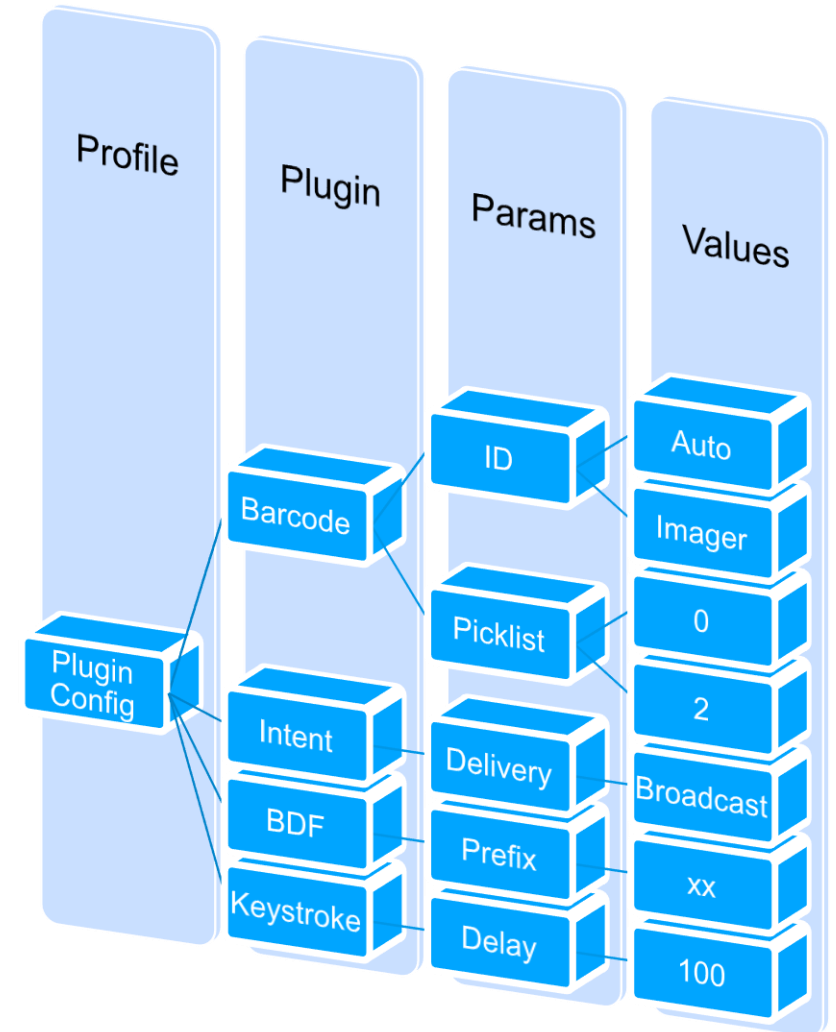 Profile
Plugin
Params
Values
Plugin
Config
Barcode
Intent
BDF
Keystroke
ID
Picklist
Delivery
Prefix
Delay
Auto
Imager
0
2
Broadcast
xx
100